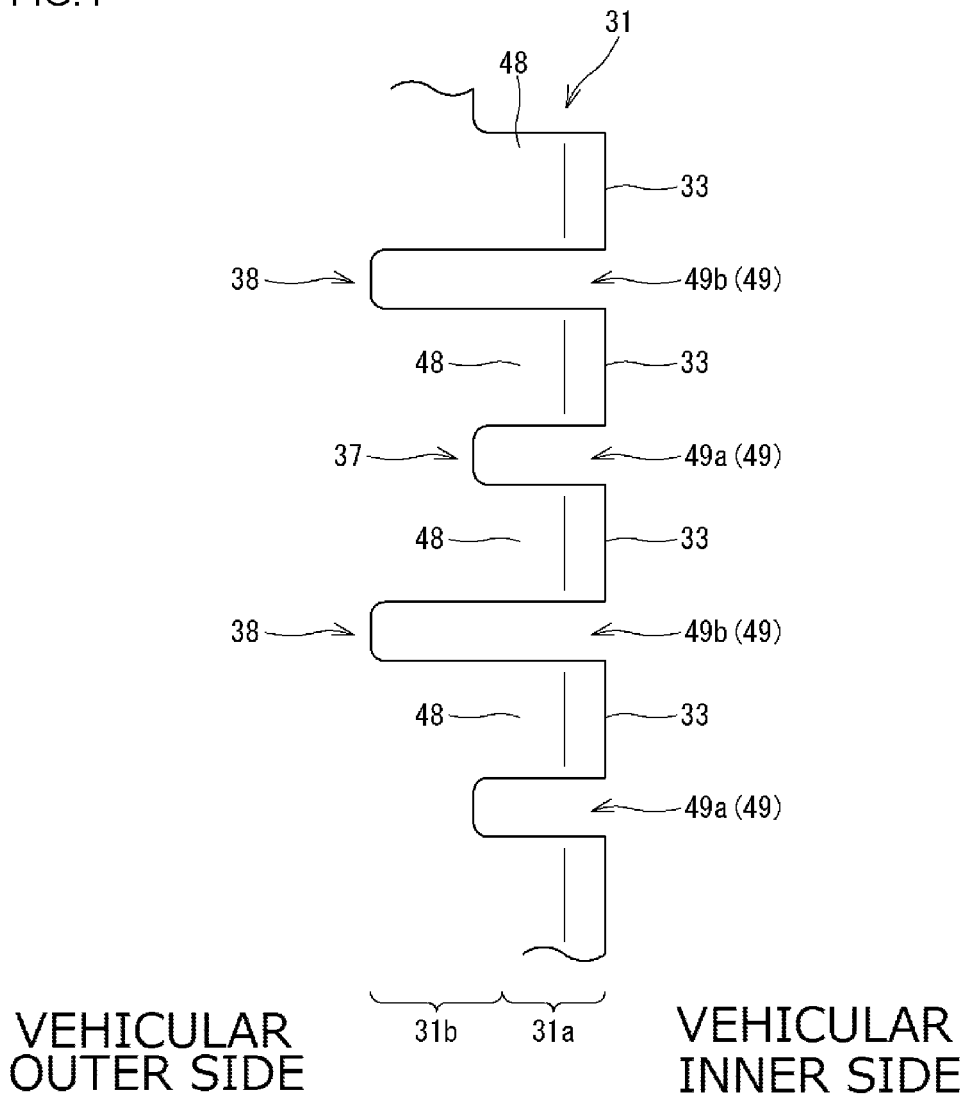 31
48
33
38 49b (49)
48 33
37 49a (49)
48 33
38 49b (49)
48 33
49a (49)
31b 31a
VEHICULAR
OUTER SIDE
VEHICULAR
INNER SIDE